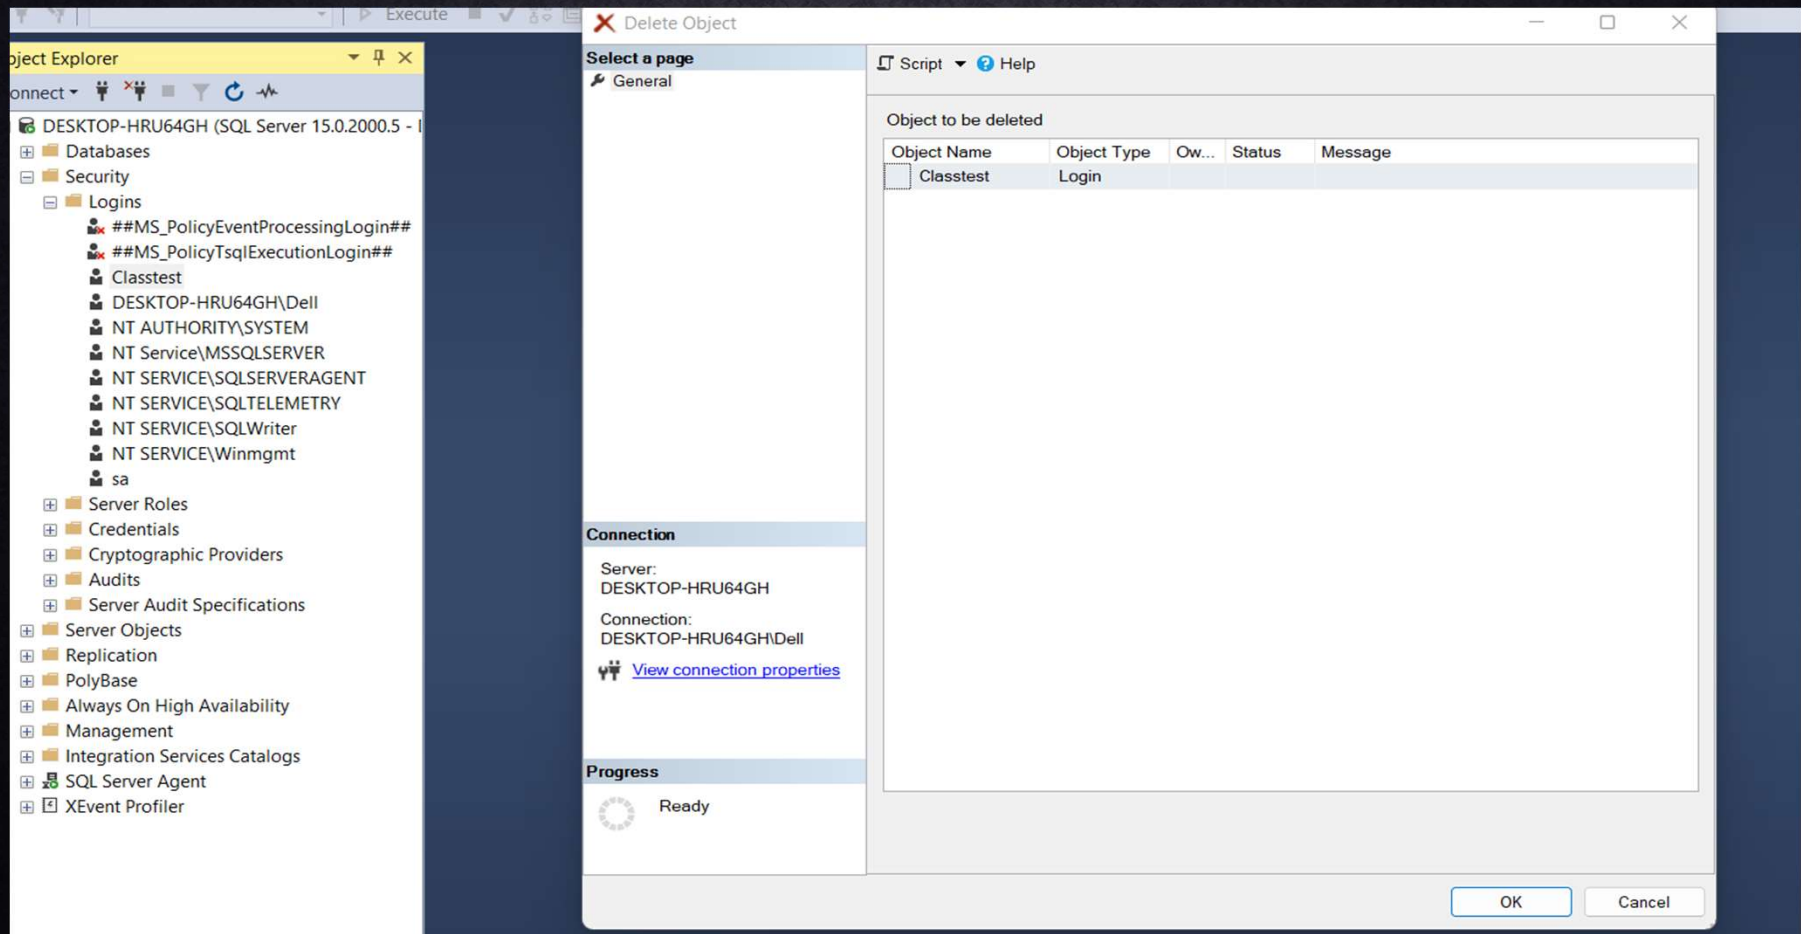 Execute
bject Explorer
onnect
DESKTOP-HRU64GH (SQL Server 15.0.2000.5 -
Databases
Security
Logins
##MS_PolicyEventProcessingLogin##
##MS_PolicyTsqlExecutionLogin##
Classtest
DESKTOP-HRU64GH\Dell
NT AUTHORITY\SYSTEM
NT Service\MSSQLSERVER
NT SERVICE\SQLSERVERAGENT
NT SERVICE\SQLTELEMETRY
NT SERVICE\SQLWriter
NT SERVICE\Winmgmt
sa
Server Roles
Credentials
Cryptographic Providers
Audits
Server Audit Specifications
Server Objects
Replication
PolyBase
Always On High Availability
Management
Integration Services Catalogs
SQL Server Agent
XEvent Profiler
Delete Object
Select a page
General
Connection
Server:
DESKTOP-HRU64GH
Connection:
DESKTOP-HRU64GH\Dell
View connection properties
Progress
Ready
Script Help
Object to be deleted
Object Name Object Type Ow... Status Message
Classtest Login
OK Cancel